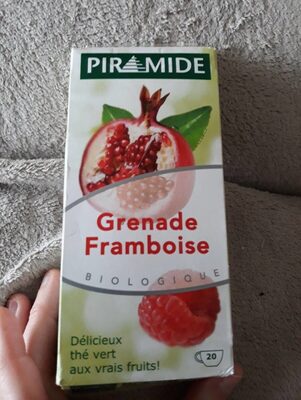 PIRAMIDE
Grenade
Framboise
BIOLOGIQUE
Délicieux
thé vert
aux vrais fruits!
20